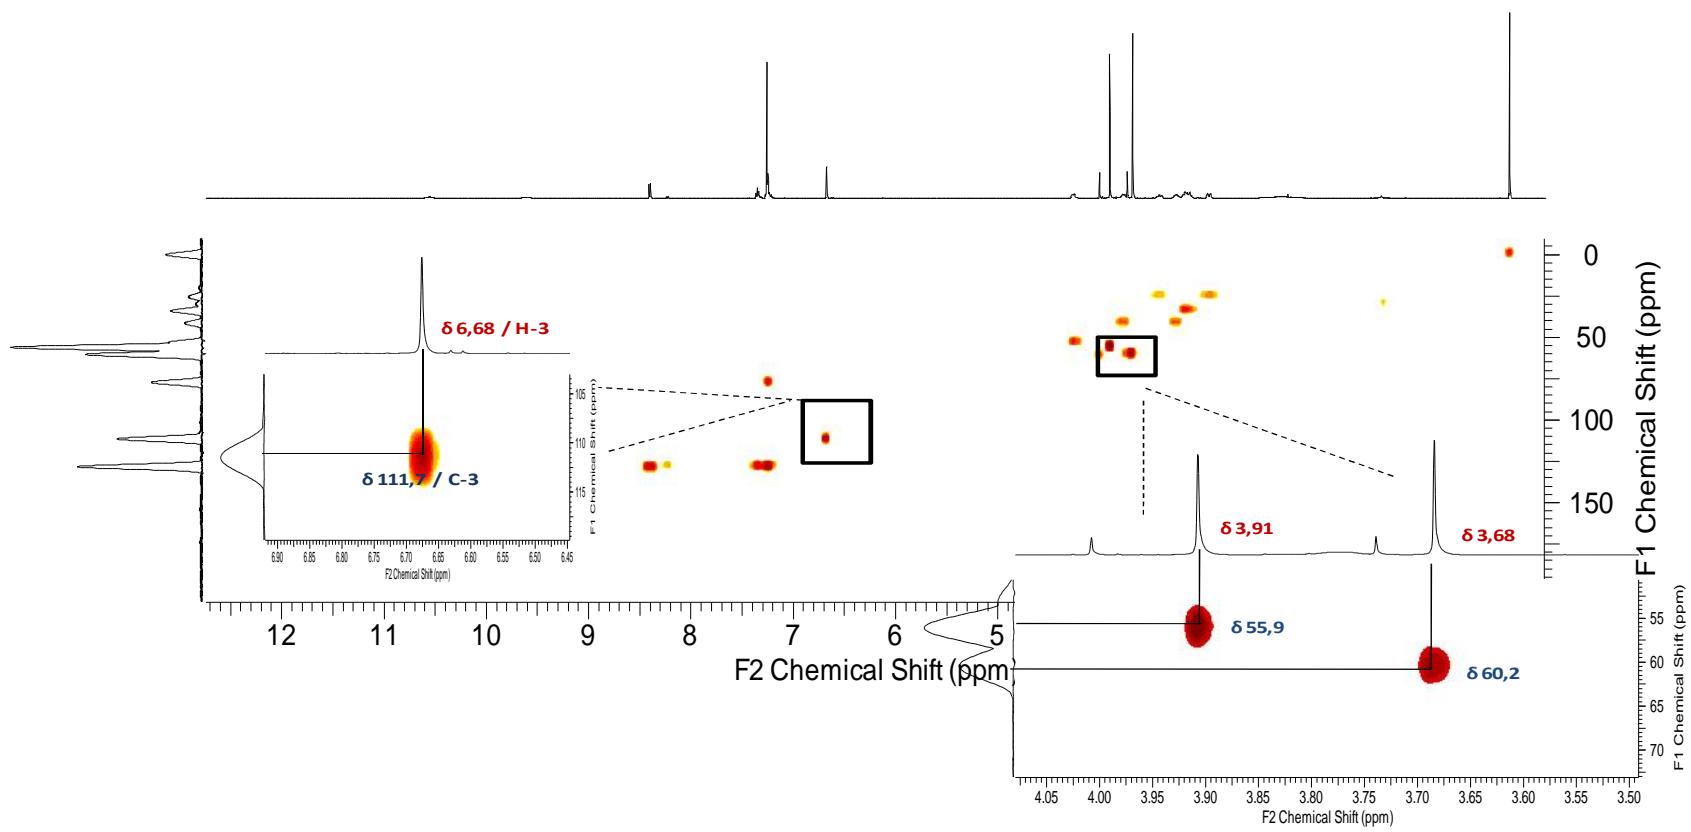 0
50
100
150
F1 Chemical Shift (ppm)
δ 6,68 / H-3
105
110
115
F1 Chemical Shift (ppm)
δ 111,7 / C-3
6.90 6.85 6.80 6.75 6.70 6.65 6.60 6.55 6.50 6.45
F2 Chemical Shift (ppm)
δ 3,91
δ 3,68
12 11 10 9 8 7 6 5
F2 Chemical Shift (ppm
δ 55,9
δ 60,2
55
60
65
70
F1 Chemical Shift (ppm)
4.05 4.00 3.95 3.90 3.85 3.80 3.75 3.70 3.65 3.60 3.55 3.50
F2 Chemical Shift (ppm)